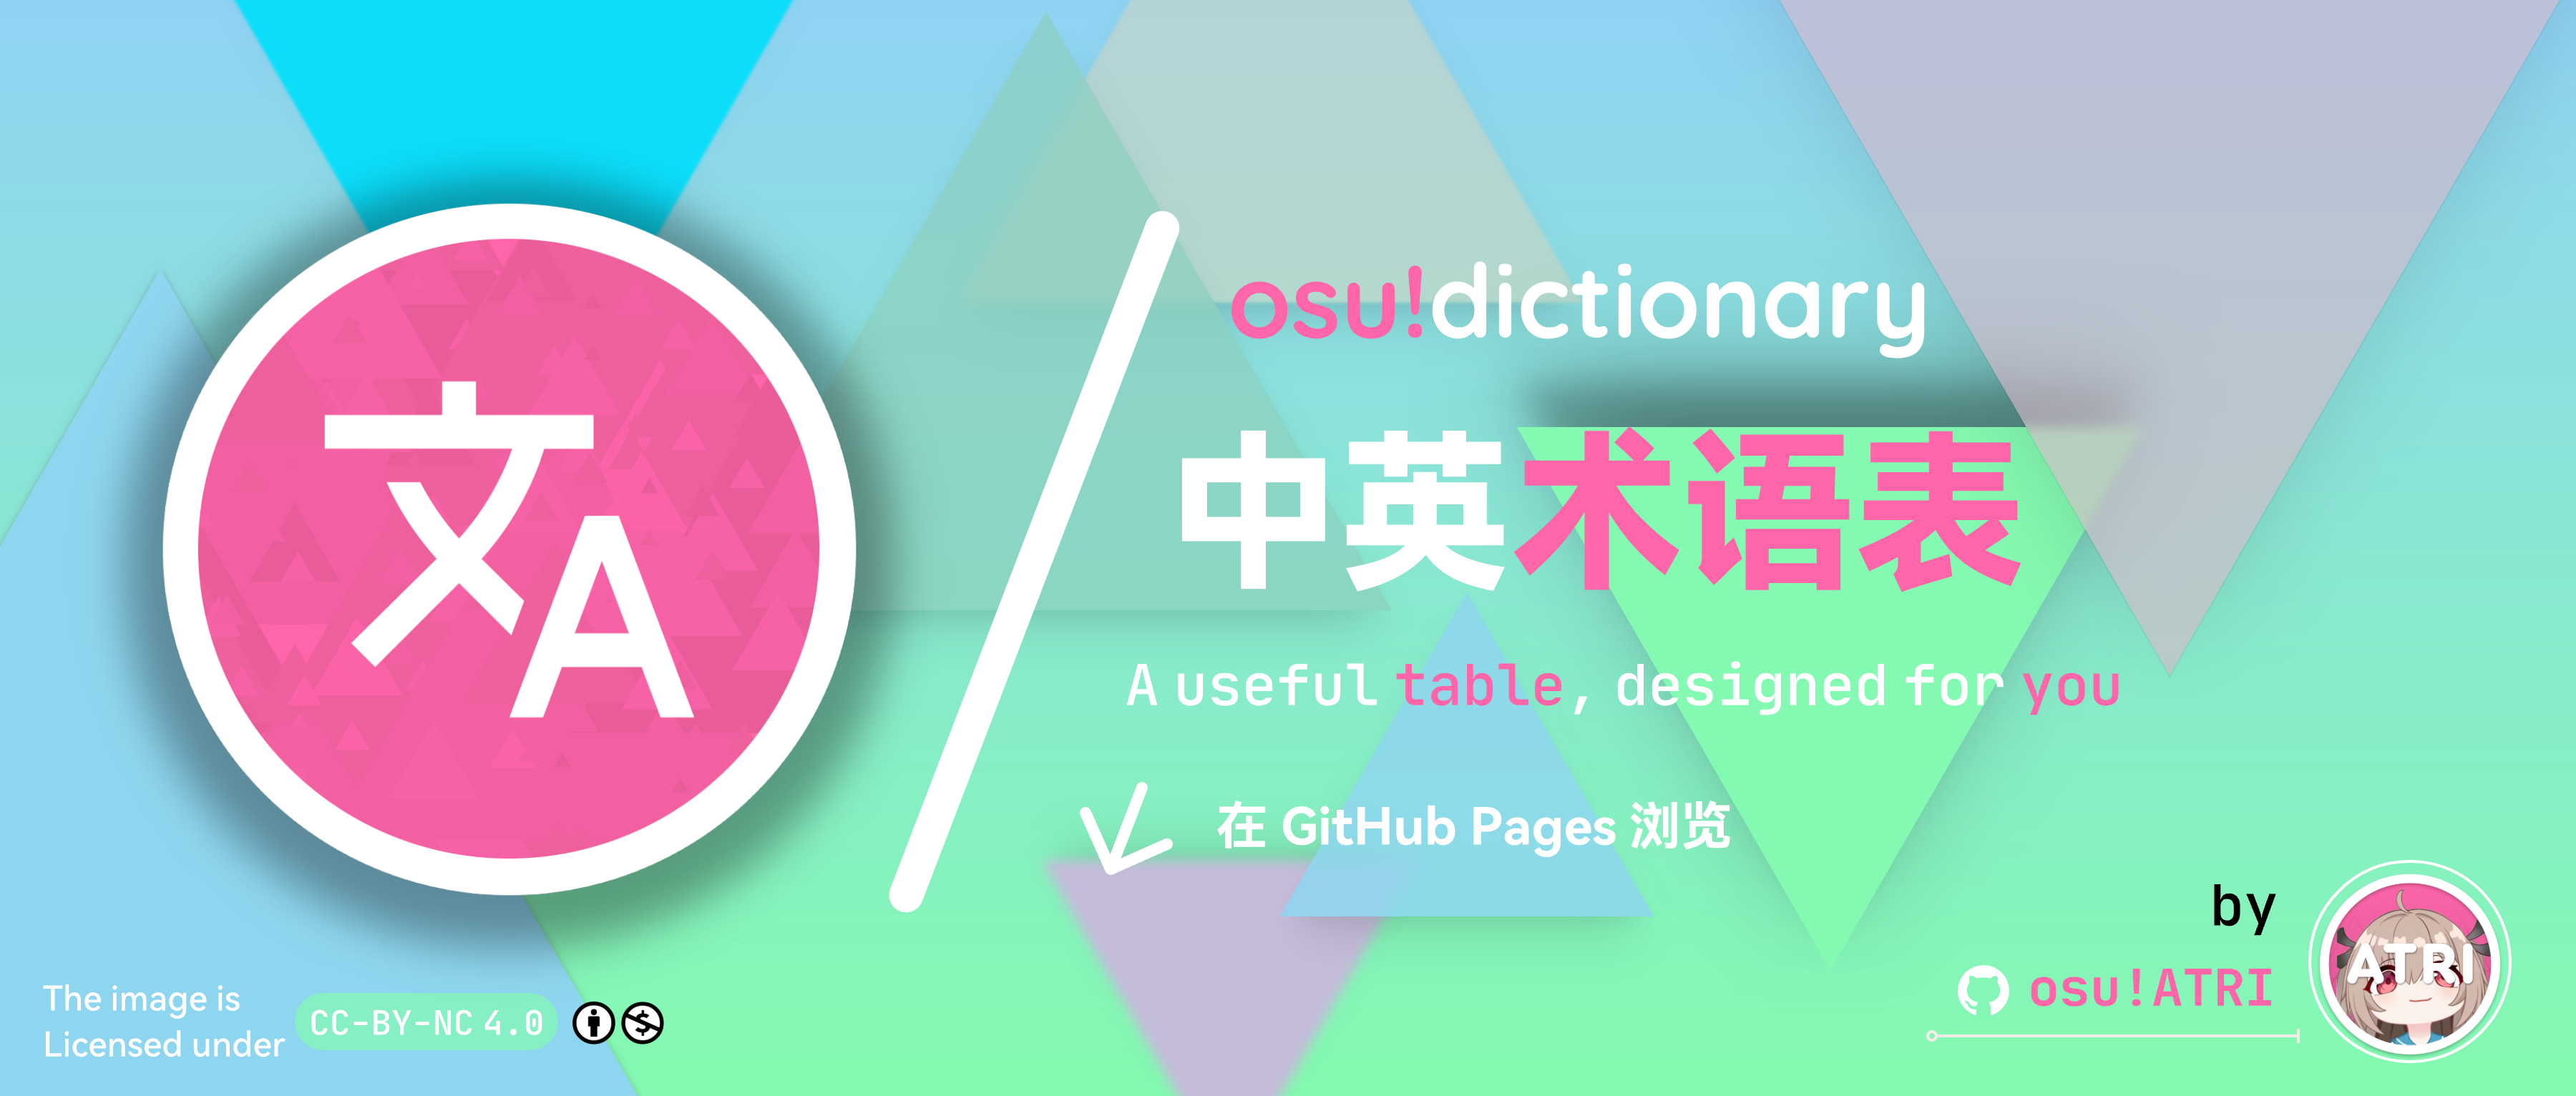 文A
osu!dictionary
中英术语表
A useful table, designed for you
在 GitHub Pages 浏览
by
osu!ATRI
ATRI
The image is
Licensed under
CC-BY-NC 4.0